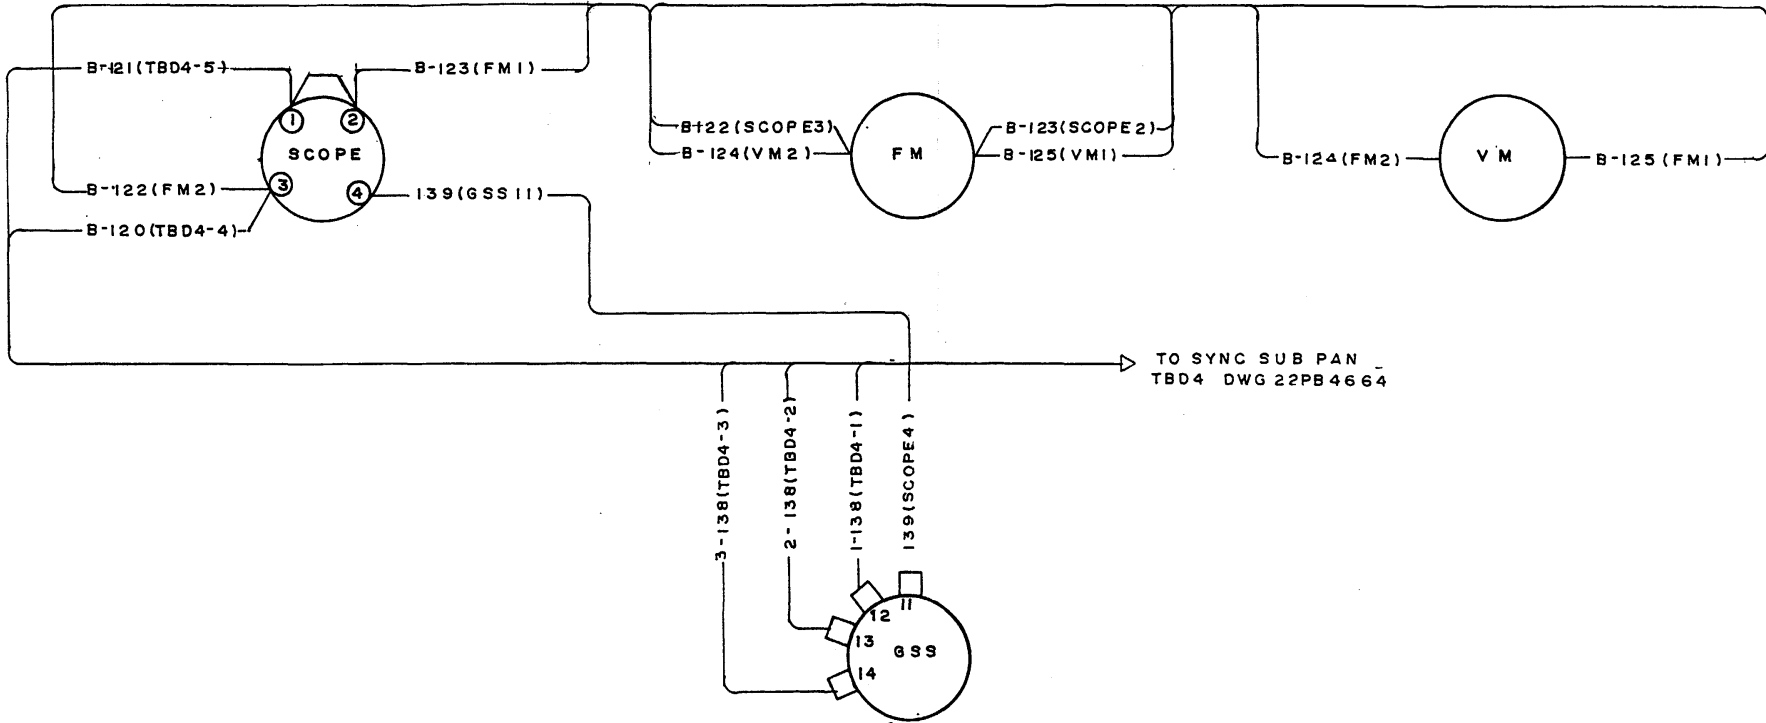 B-121(TBD4-5)
B-123(FM1)
1
2
SCOPE
3
4
B-122(FM2)
139(GSS 11)
B-120(TBD4-4)
B-122(SCOPE3)
B-124(VM2)
FM
B-123(SCOPE2)
B-125(VM1)
B-124(FM2)
VM
B-125(FM1)
TO SYNC SUB PAN
TBD4 DWG 22PB4664
3-138(TBD4-3)
2-138(TBD4-2)
1-138(TBD4-1)
139(SCOPE4)
11
12
13
GSS
14